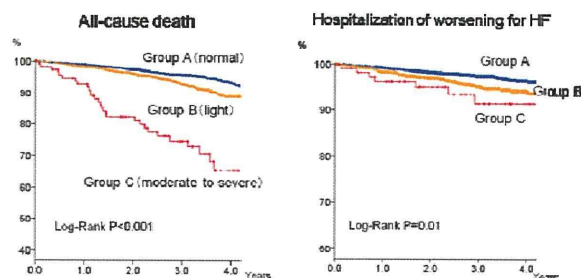 All-cause death
%
100
90
80
70
60
Group A (normal)
Group B (light)
Group C (moderate to severe)
Log-Rank P<0.001
0.0 1.0 2.0 3.0 4.0
Years
Hospitalization of worsening for HF
%
100
90
80
70
60
Group A
Group B
Group C
Log-Rank P=0.01
0.0 1.0 2.0 3.0 4.0
Years